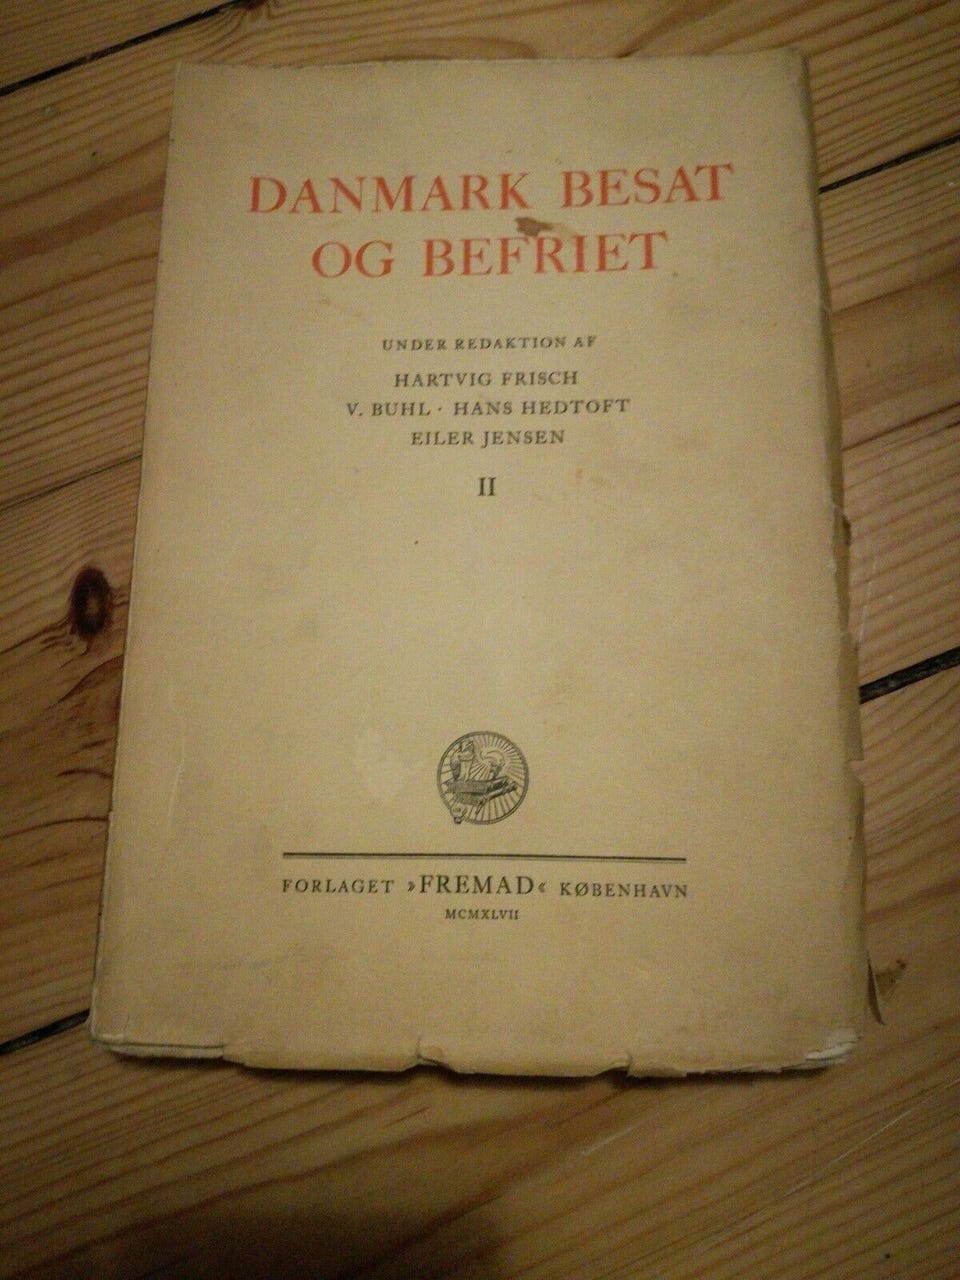 DANMARK BESAT
OG BEFRIET
UNDER REDAKTION AF
HARTVIG FRISCH
V. BUHL · HANS HEDTOFT
EILER JENSEN
II
FORLAGET »FREMAD« KØBENHAVN
MCMXLVII